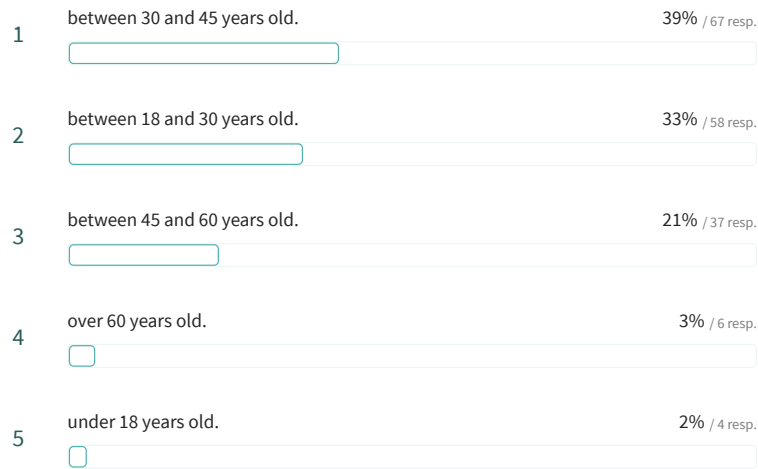 1 between 30 and 45 years old. 39% / 67 resp.
2 between 18 and 30 years old. 33% / 58 resp.
3 between 45 and 60 years old. 21% / 37 resp.
4 over 60 years old. 3% / 6 resp.
5 under 18 years old. 2% / 4 resp.